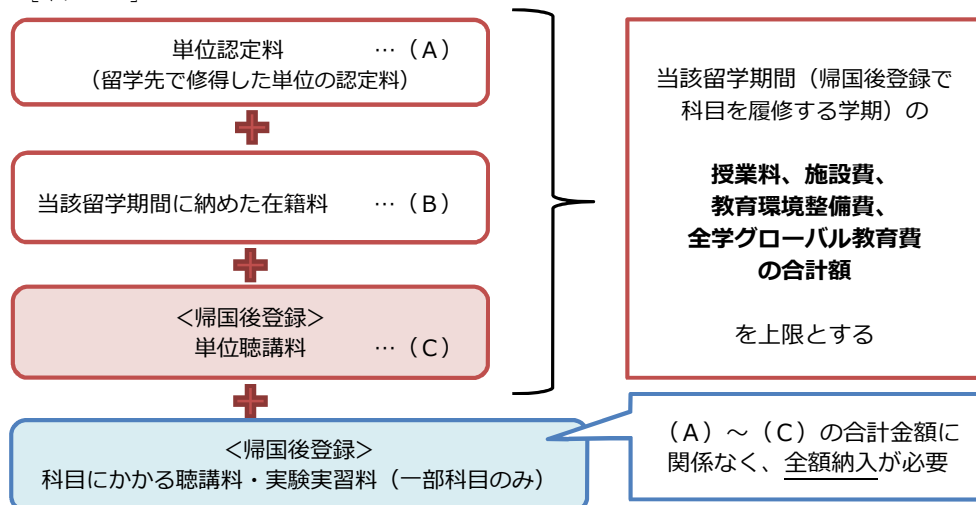 単位認定料 …（A）
（留学先で修得した単位の認定料）
当該留学期間に納めた在籍料 …（B）
＜帰国後登録＞
単位聴講料 …（C）
＜帰国後登録＞
科目にかかる聴講料・実験実習料（一部科目のみ）
当該留学期間（帰国後登録で
科目を履修する学期）の
授業料、施設費、
教育環境整備費、
全学グローバル教育費
の合計額
を上限とする
（A）～（C）の合計金額に
関係なく、全額納入が必要